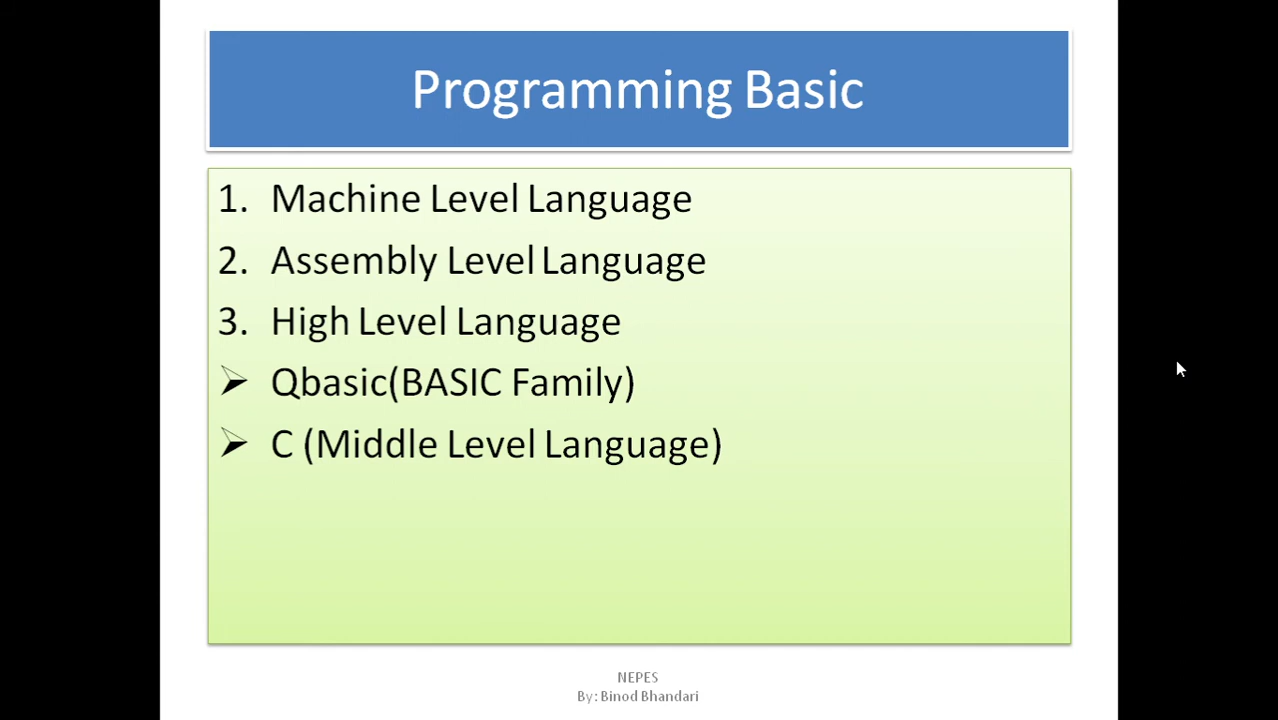 Programming Basic
1. Machine Level Language
2. Assembly Level Language
3. High Level Language
➢ Qbasic(BASIC Family)
➢ C (Middle Level Language)
NEPES
By: Binod Bhandari